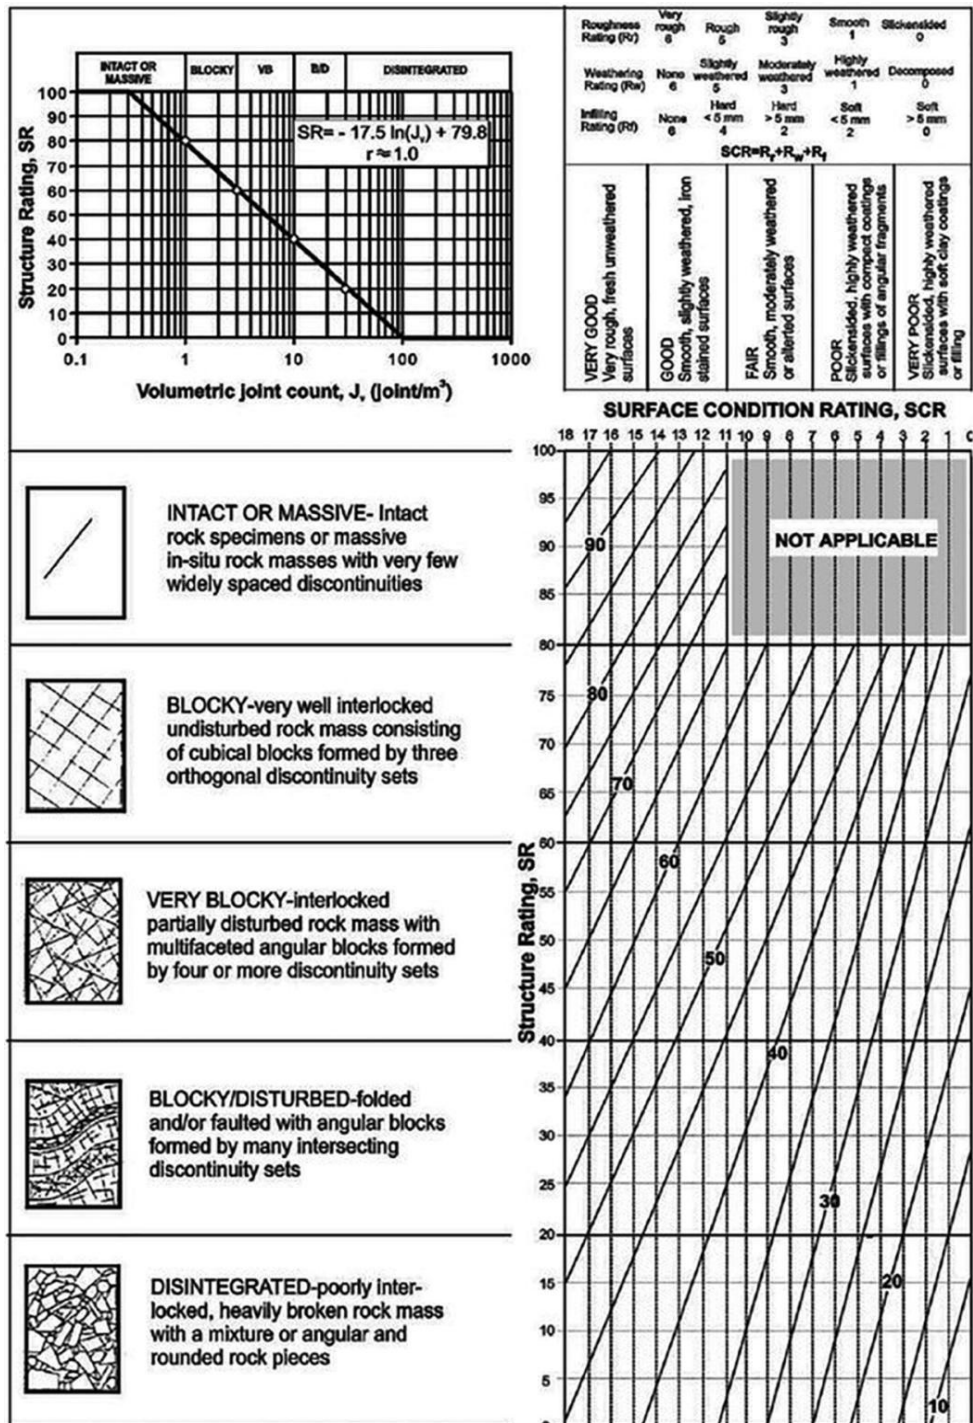 INTACT OR MASSIVE
BLOCKY
VB
B/D
DISINTEGRATED
100
90
80
70
60
50
40
30
20
10
0
Structure Rating, SR
SR= - 17.5 ln(Jv) + 79.8
r ≈ 1.0
0.1 1 10 100 1000
Volumetric joint count, Jv (joint/m³)
Roughness Rating (Rr)
Very rough 6
Rough 5
Slightly rough 3
Smooth 1
Slickensided 0
Weathering Rating (Rw)
None 6
Slightly weathered 5
Moderately weathered 3
Highly weathered 1
Decomposed 0
Infilling Rating (Rf)
None 6
Hard < 5 mm 4
Hard > 5 mm 2
Soft < 5 mm 2
Soft > 5 mm 0
SCR=Rr+Rw+Rf
VERY GOOD
Very rough, fresh unweathered
surfaces
GOOD
Smooth, slightly weathered, iron
stained surfaces
FAIR
Smooth, moderately weathered
or alterted surfaces
POOR
Slickensided, highly weathered
surfaces with compact coatings
or fillings of angular fragments
VERY POOR
Slickensided, highly weathered
surfaces with soft clay coatings
or filling
SURFACE CONDITION RATING, SCR
18 17 16 15 14 13 12 11 10 9 8 7 6 5 4 3 2 1 0
INTACT OR MASSIVE- Intact
rock specimens or massive
in-situ rock masses with very few
widely spaced discontinuities
BLOCKY-very well interlocked
undisturbed rock mass consisting
of cubical blocks formed by three
orthogonal discontinuity sets
VERY BLOCKY-interlocked
partially disturbed rock mass with
multifaceted angular blocks formed
by four or more discontinuity sets
BLOCKY/DISTURBED-folded
and/or faulted with angular blocks
formed by many intersecting
discontinuity sets
DISINTEGRATED-poorly inter-
locked, heavily broken rock mass
with a mixture or angular and
rounded rock pieces
Structure Rating, SR
100
95
90
85
80
75
70
65
60
55
50
45
40
35
30
25
20
15
10
5
0
NOT APPLICABLE
90
80
70
60
50
40
30
20
10